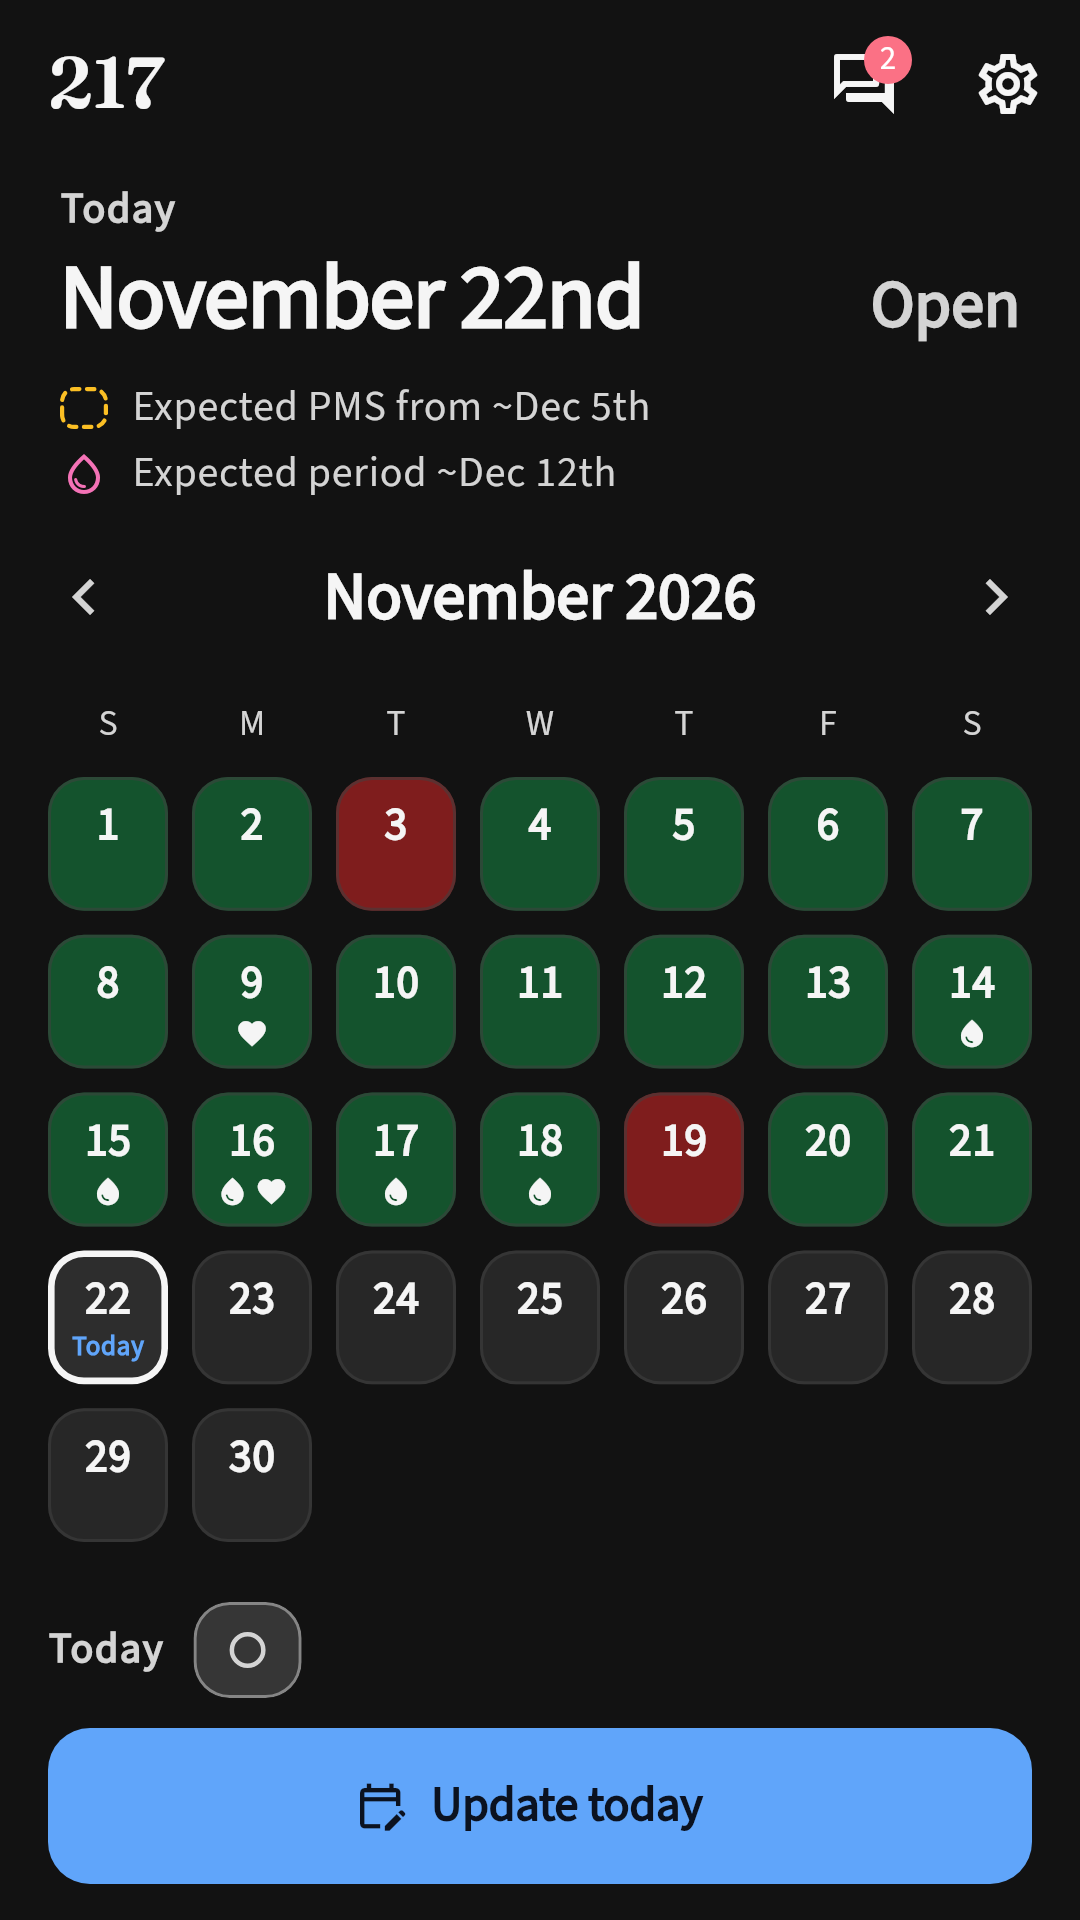 217
2
Today
November 22nd
Open
Expected PMS from ~Dec 5th
Expected period ~Dec 12th
November 2026
S M T W T F S
1 2 3 4 5 6 7
8 9 10 11 12 13 14
15 16 17 18 19 20 21
22 23 24 25 26 27 28
Today
29 30
Today
Update today